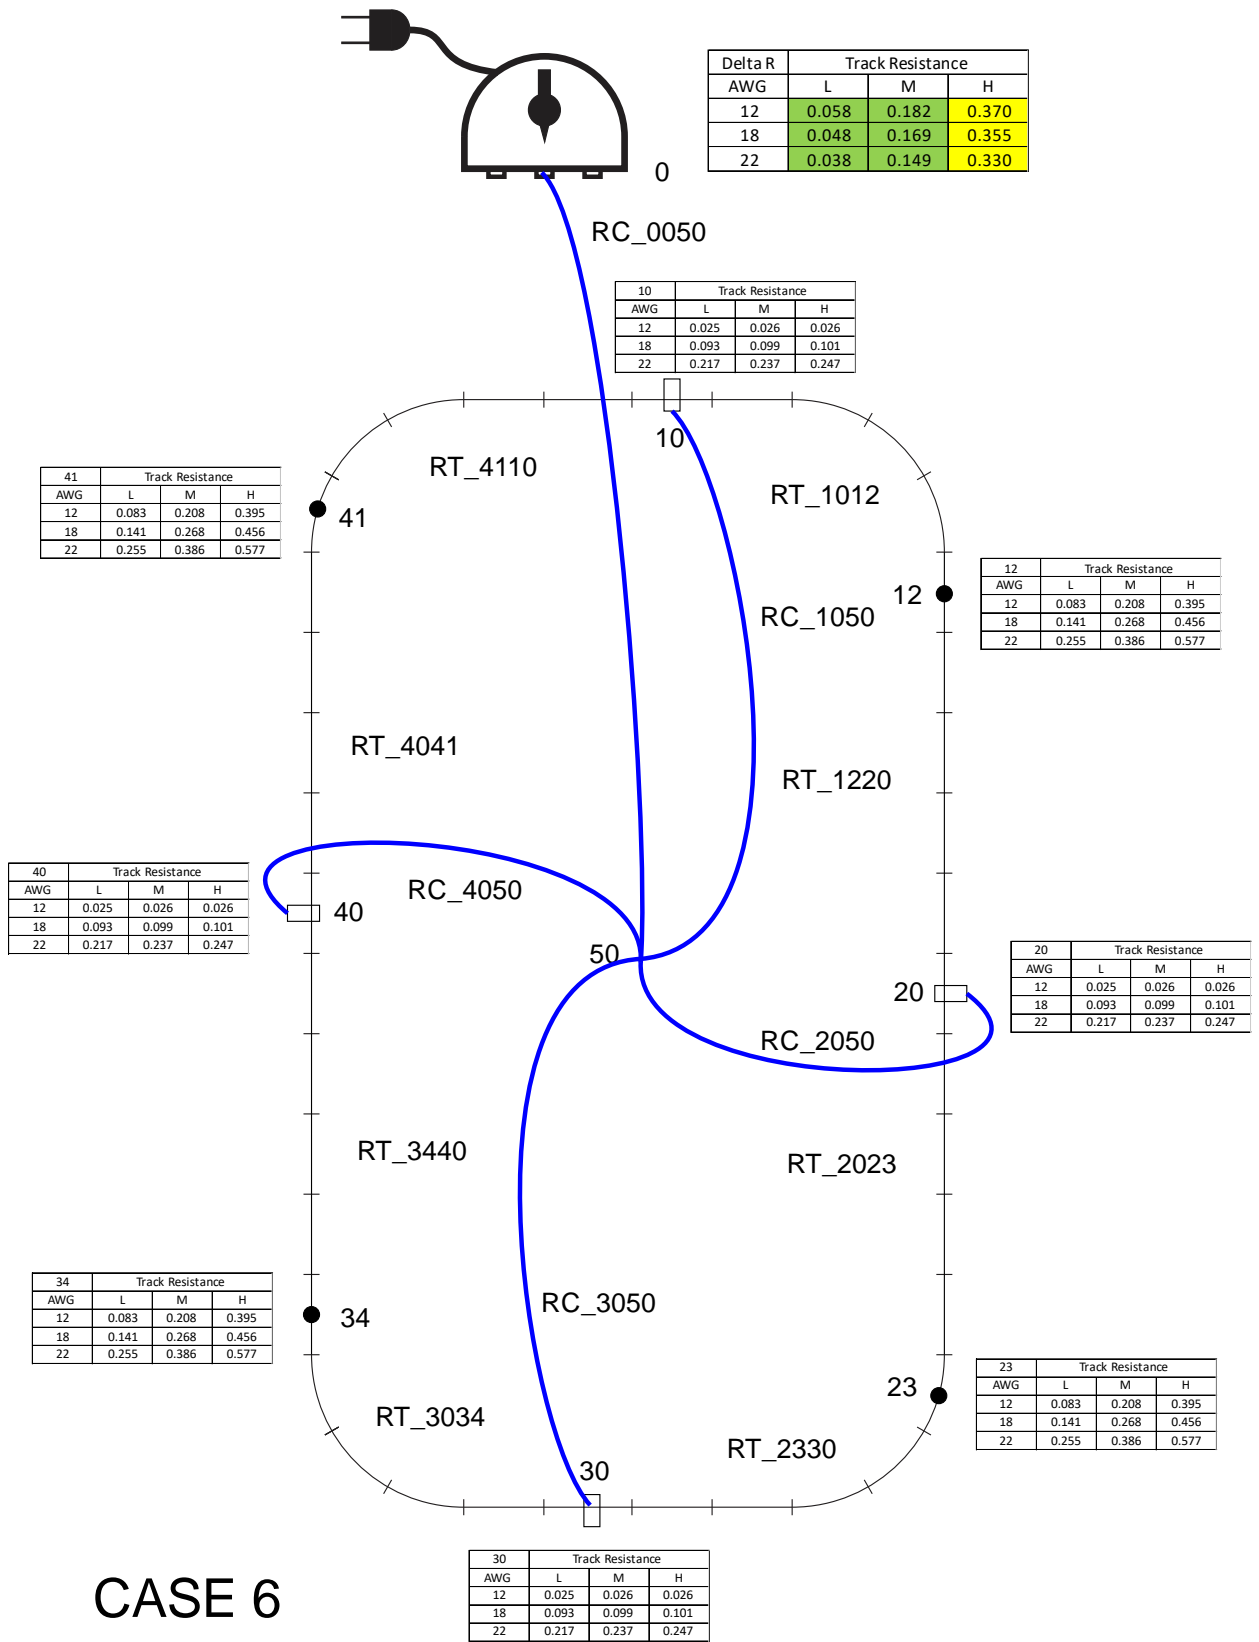 Delta R Track Resistance
AWG L M H
12 0.058 0.182 0.370
18 0.048 0.169 0.355
22 0.038 0.149 0.330
0
RC_0050
10 Track Resistance
AWG L M H
12 0.025 0.026 0.026
18 0.093 0.099 0.101
22 0.217 0.237 0.247
10
RT_4110
RT_1012
41 Track Resistance
AWG L M H
12 0.083 0.208 0.395
18 0.141 0.268 0.456
22 0.255 0.386 0.577
41
12 Track Resistance
AWG L M H
12 0.083 0.208 0.395
18 0.141 0.268 0.456
22 0.255 0.386 0.577
12
RC_1050
RT_4041
RT_1220
40 Track Resistance
AWG L M H
12 0.025 0.026 0.026
18 0.093 0.099 0.101
22 0.217 0.237 0.247
RC_4050
40
50
20 Track Resistance
AWG L M H
12 0.025 0.026 0.026
18 0.093 0.099 0.101
22 0.217 0.237 0.247
20
RC_2050
RT_3440
RT_2023
34 Track Resistance
AWG L M H
12 0.083 0.208 0.395
18 0.141 0.268 0.456
22 0.255 0.386 0.577
34
RC_3050
23 Track Resistance
AWG L M H
12 0.083 0.208 0.395
18 0.141 0.268 0.456
22 0.255 0.386 0.577
23
RT_3034
RT_2330
30
30 Track Resistance
AWG L M H
12 0.025 0.026 0.026
18 0.093 0.099 0.101
22 0.217 0.237 0.247
CASE 6